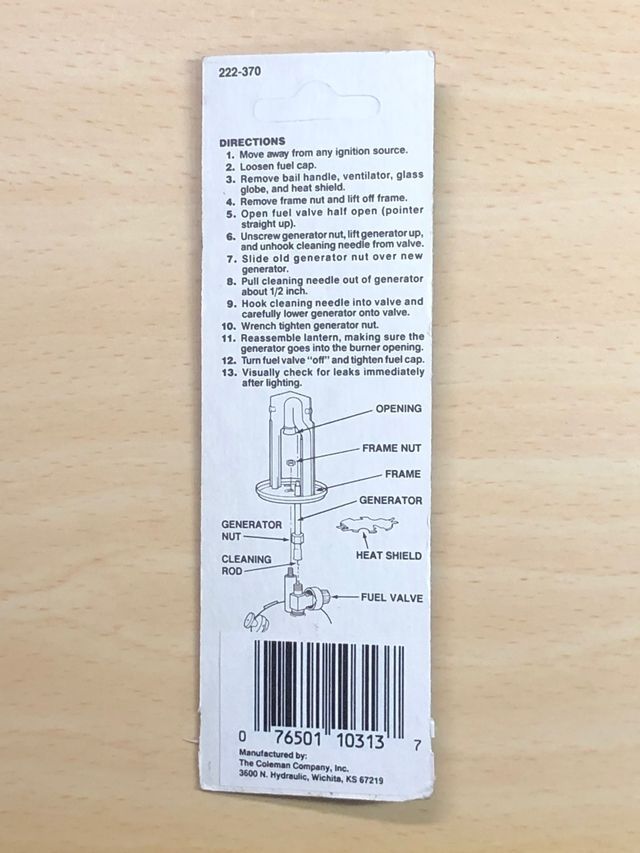 222-370
DIRECTIONS
1. Move away from any ignition source.
2. Loosen fuel cap.
3. Remove bail handle, ventilator, glass
globe, and heat shield.
4. Remove frame nut and lift off frame.
5. Open fuel valve half open (pointer
straight up).
6. Unscrew generator nut, lift generator up,
and unhook cleaning needle from valve.
7. Slide old generator nut over new
generator.
8. Pull cleaning needle out of generator
about 1/2 inch.
9. Hook cleaning needle into valve and
carefully lower generator onto valve.
10. Wrench tighten generator nut.
11. Reassemble lantern, making sure the
generator goes into the burner opening.
12. Turn fuel valve "off" and tighten fuel cap.
13. Visually check for leaks immediately
after lighting.
OPENING
FRAME NUT
FRAME
GENERATOR
GENERATOR
NUT
HEAT SHIELD
CLEANING
ROD
FUEL VALVE
0 76501 10313 7
Manufactured by:
The Coleman Company, Inc.
3600 N. Hydraulic, Wichita, KS 67219